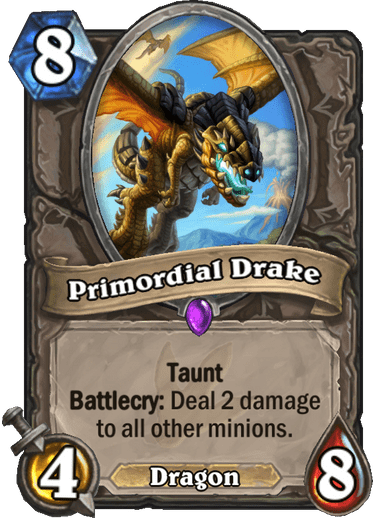 8
Primordial Drake
Taunt
Battlecry: Deal 2 damage
to all other minions.
4
Dragon
8